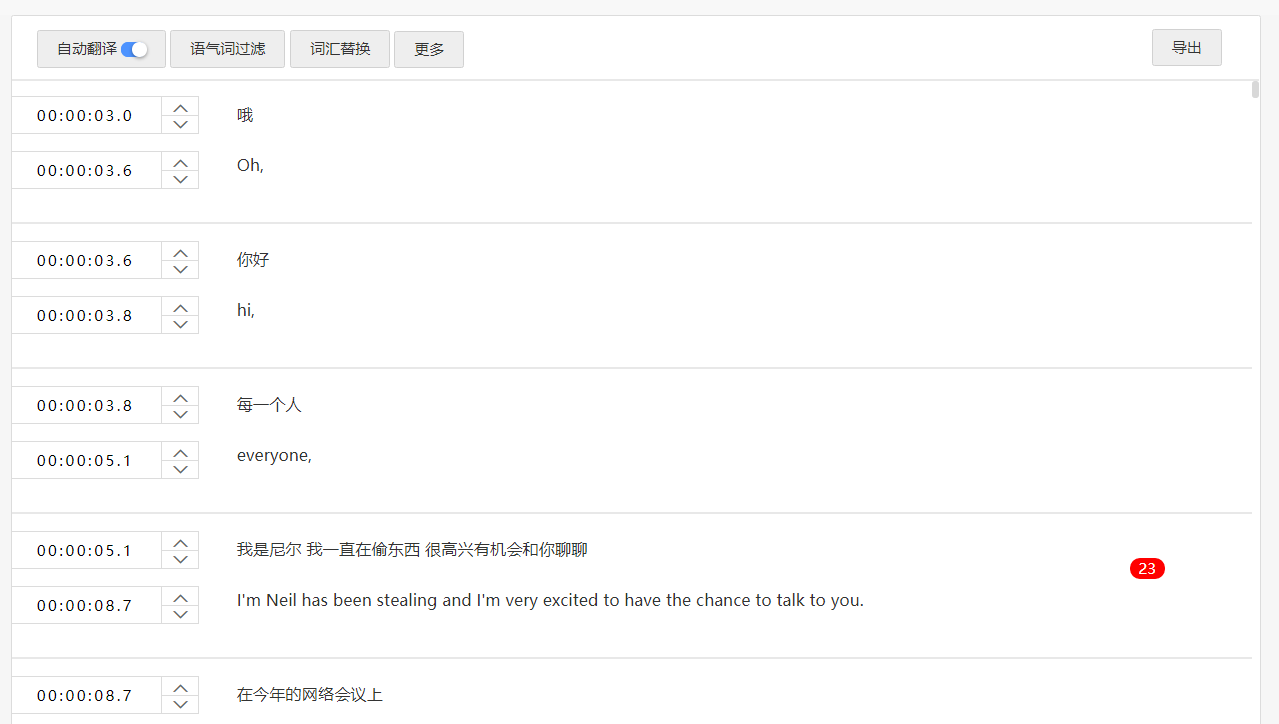 自动翻译 语气词过滤 词汇替换 更多 导出
00:00:03.0 哦
00:00:03.6 Oh,
00:00:03.6 你好
00:00:03.8 hi,
00:00:03.8 每一个人
00:00:05.1 everyone,
00:00:05.1 我是尼尔 我一直在偷东西 很高兴有机会和你聊聊
23
00:00:08.7 I'm Neil has been stealing and I'm very excited to have the chance to talk to you.
00:00:08.7 在今年的网络会议上